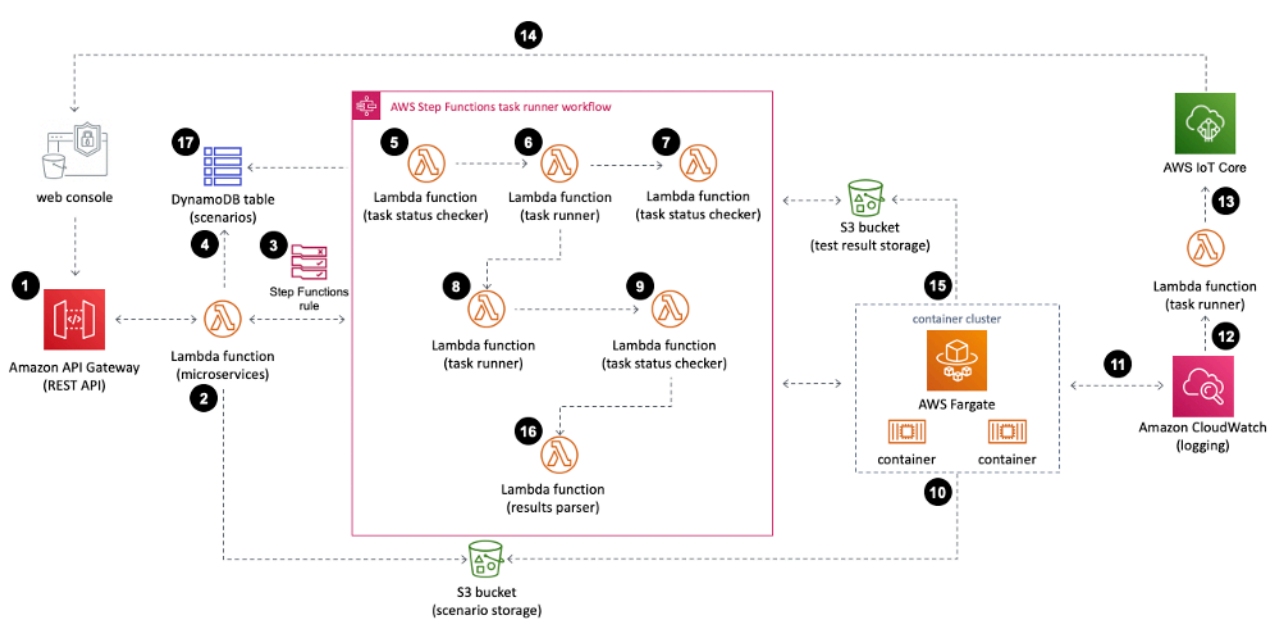 14
AWS Step Functions task runner workflow
5
6
7
17
web console
DynamoDB table
(scenarios)
Lambda function
(task status checker)
Lambda function
(task runner)
Lambda function
(task status checker)
AWS IoT Core
13
S3 bucket
(test result storage)
4
3
Step Functions
rule
1
8
9
15
Lambda function
(task runner)
container cluster
12
Amazon API Gateway
(REST API)
Lambda function
(microservices)
2
Lambda function
(task runner)
Lambda function
(task status checker)
AWS Fargate
11
Amazon CloudWatch
(logging)
16
container
container
10
Lambda function
(results parser)
S3 bucket
(scenario storage)